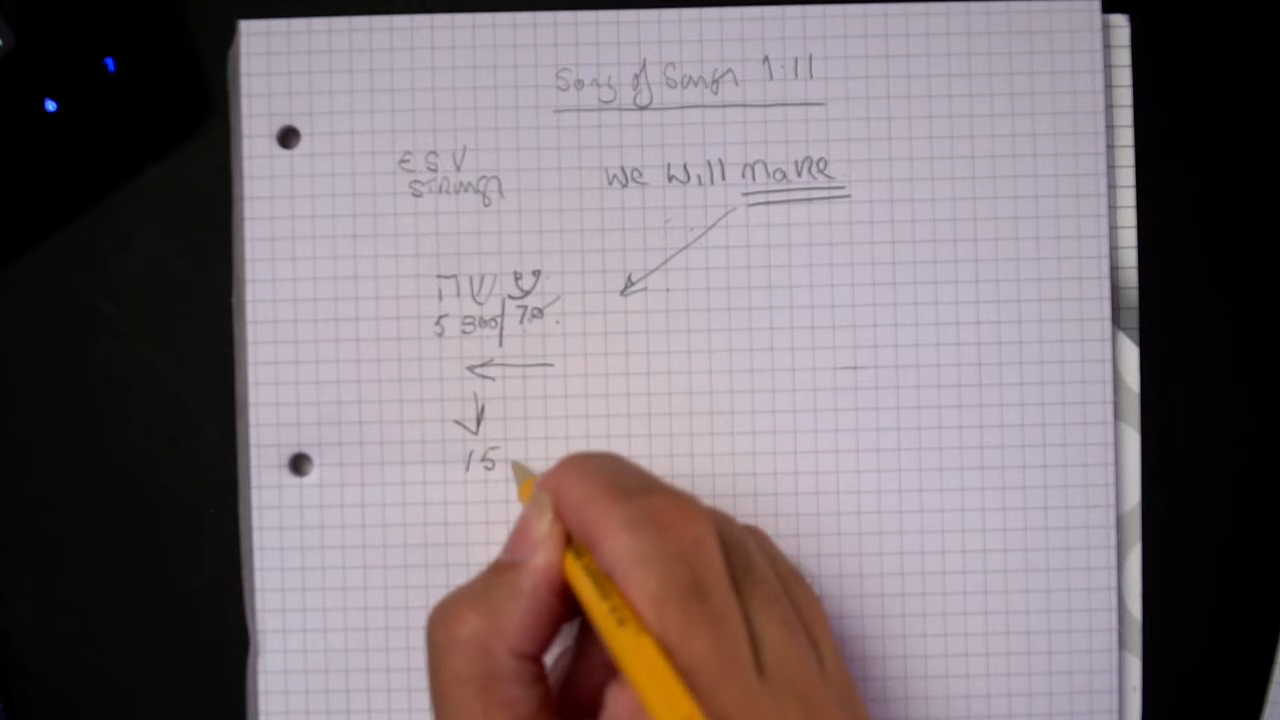 Song of Songs 1:11
ESV
Strongs
We Will Make
עשה
5 300/70
15